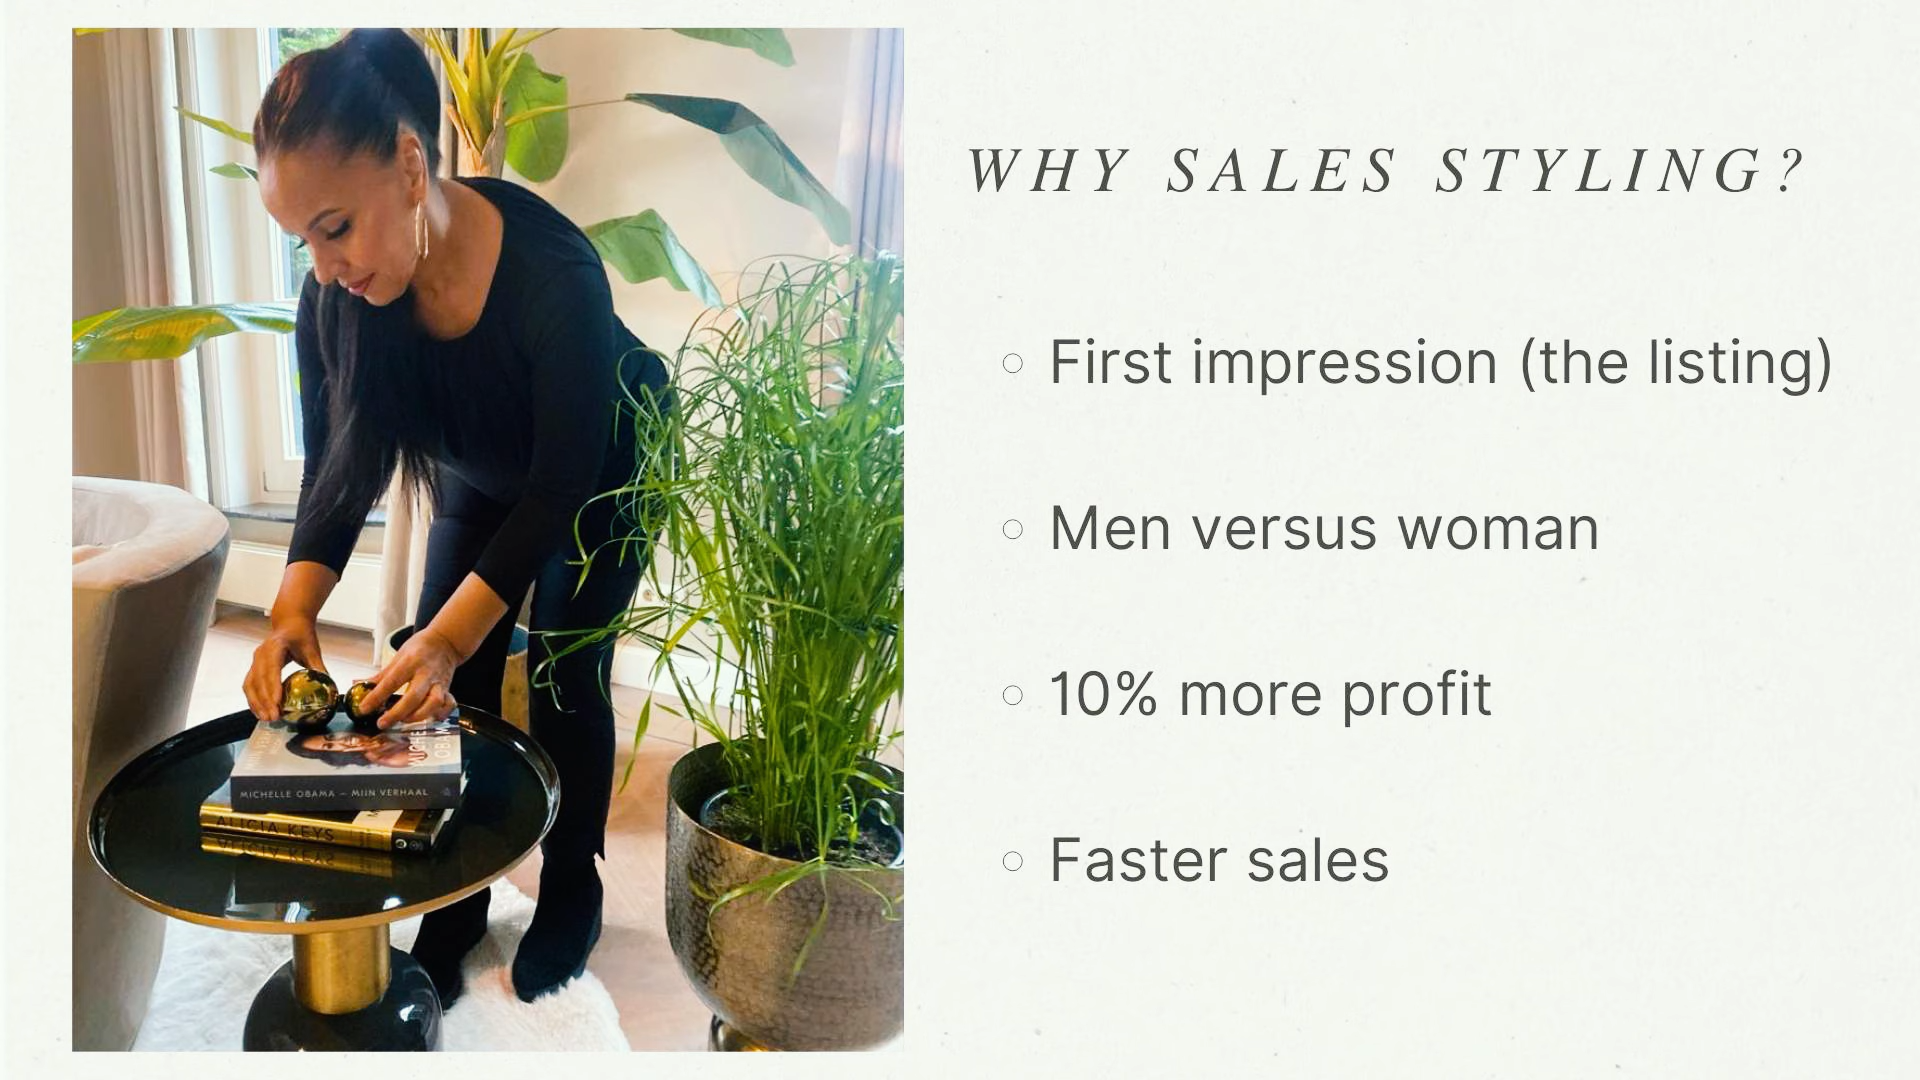 WHY SALES STYLING?
First impression (the listing)
Men versus woman
10% more profit
Faster sales
MICHELLE OBAMA – MIJN VERHAAL
ALICIA KEYS